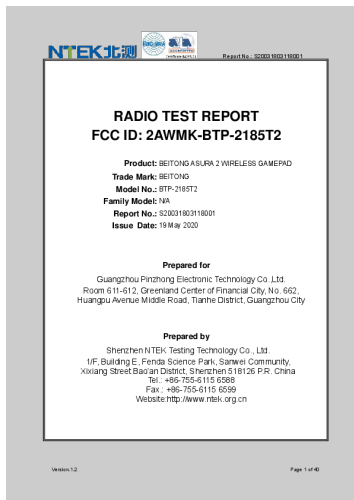 NTEK 北测
Report No.: S20031803118001
RADIO TEST REPORT
FCC ID: 2AWMK-BTP-2185T2
Product: BEITONG ASURA 2 WIRELESS GAMEPAD
Trade Mark: BEITONG
Model No.: BTP-2185T2
Family Model: N/A
Report No.: S20031803118001
Issue Date: 19 May 2020
Prepared for
Guangzhou Pinzhong Electronic Technology Co.,Ltd.
Room 611-612, Greenland Center of Financial City, No. 662,
Huangpu Avenue Middle Road, Tianhe District, Guangzhou City
Prepared by
Shenzhen NTEK Testing Technology Co., Ltd.
1/F, Building E, Fenda Science Park, Sanwei Community,
Xixiang Street Bao'an District, Shenzhen 518126 P.R. China
Tel.: +86-755-6115 6588
Fax.: +86-755-6115 6599
Website:http://www.ntek.org.cn
Version.1.2
Page 1 of 40